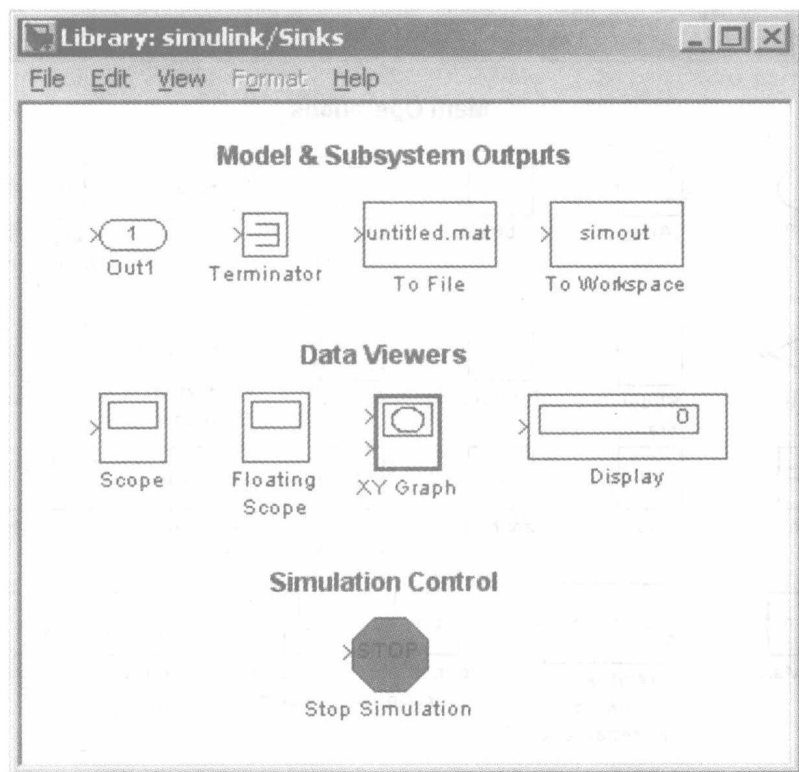 Library: simulink/Sinks
File Edit View Format Help
Model & Subsystem Outputs
1 untitled.mat simout
Out1 Terminator To File To Workspace
Data Viewers
0
Scope Floating Scope XY Graph Display
Simulation Control
STOP
Stop Simulation